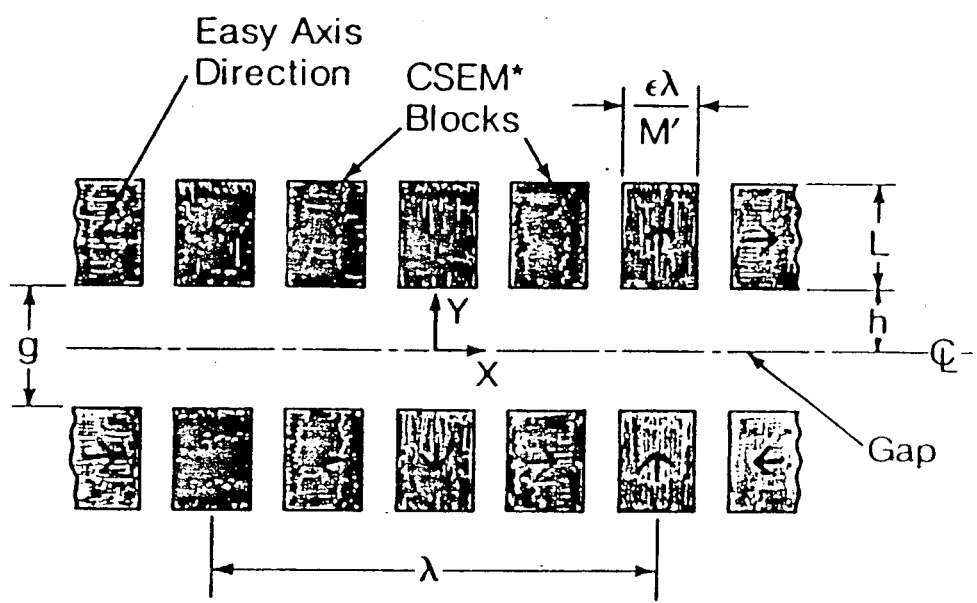 Easy Axis
Direction
CSEM*
Blocks
ϵλ
M′
L
h
g
Y
X
℄
Gap
λ